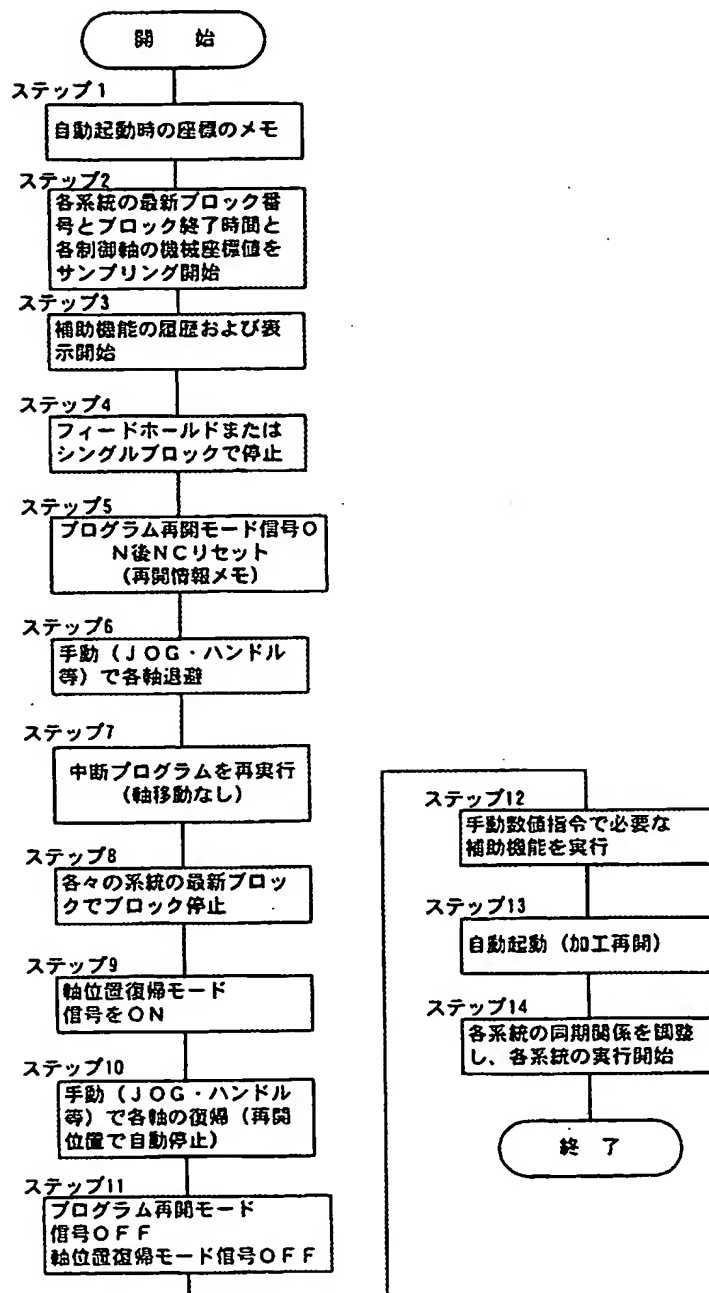 開 始
ステップ1
自動起動時の座標のメモ
ステップ2
各系統の最新ブロック番
号とブロック終了時間と
各制御軸の機械座標値を
サンプリング開始
ステップ3
補助機能の履歴および表
示開始
ステップ4
フィードホールドまたは
シングルブロックで停止
ステップ5
プログラム再開モード信号O
N後NCリセット
(再開情報メモ)
ステップ6
手動(JOG・ハンドル
等)で各軸退避
ステップ7
中断プログラムを再実行
(軸移動なし)
ステップ8
各々の系統の最新ブロッ
クでブロック停止
ステップ9
軸位置復帰モード
信号をON
ステップ10
手動(JOG・ハンドル
等)で各軸の復帰(再開
位置で自動停止)
ステップ11
プログラム再開モード
信号OFF
軸位置復帰モード信号OFF
ステップ12
手動数値指令で必要な
補助機能を実行
ステップ13
自動起動(加工再開)
ステップ14
各系統の同期関係を調整
し、各系統の実行開始
終 了